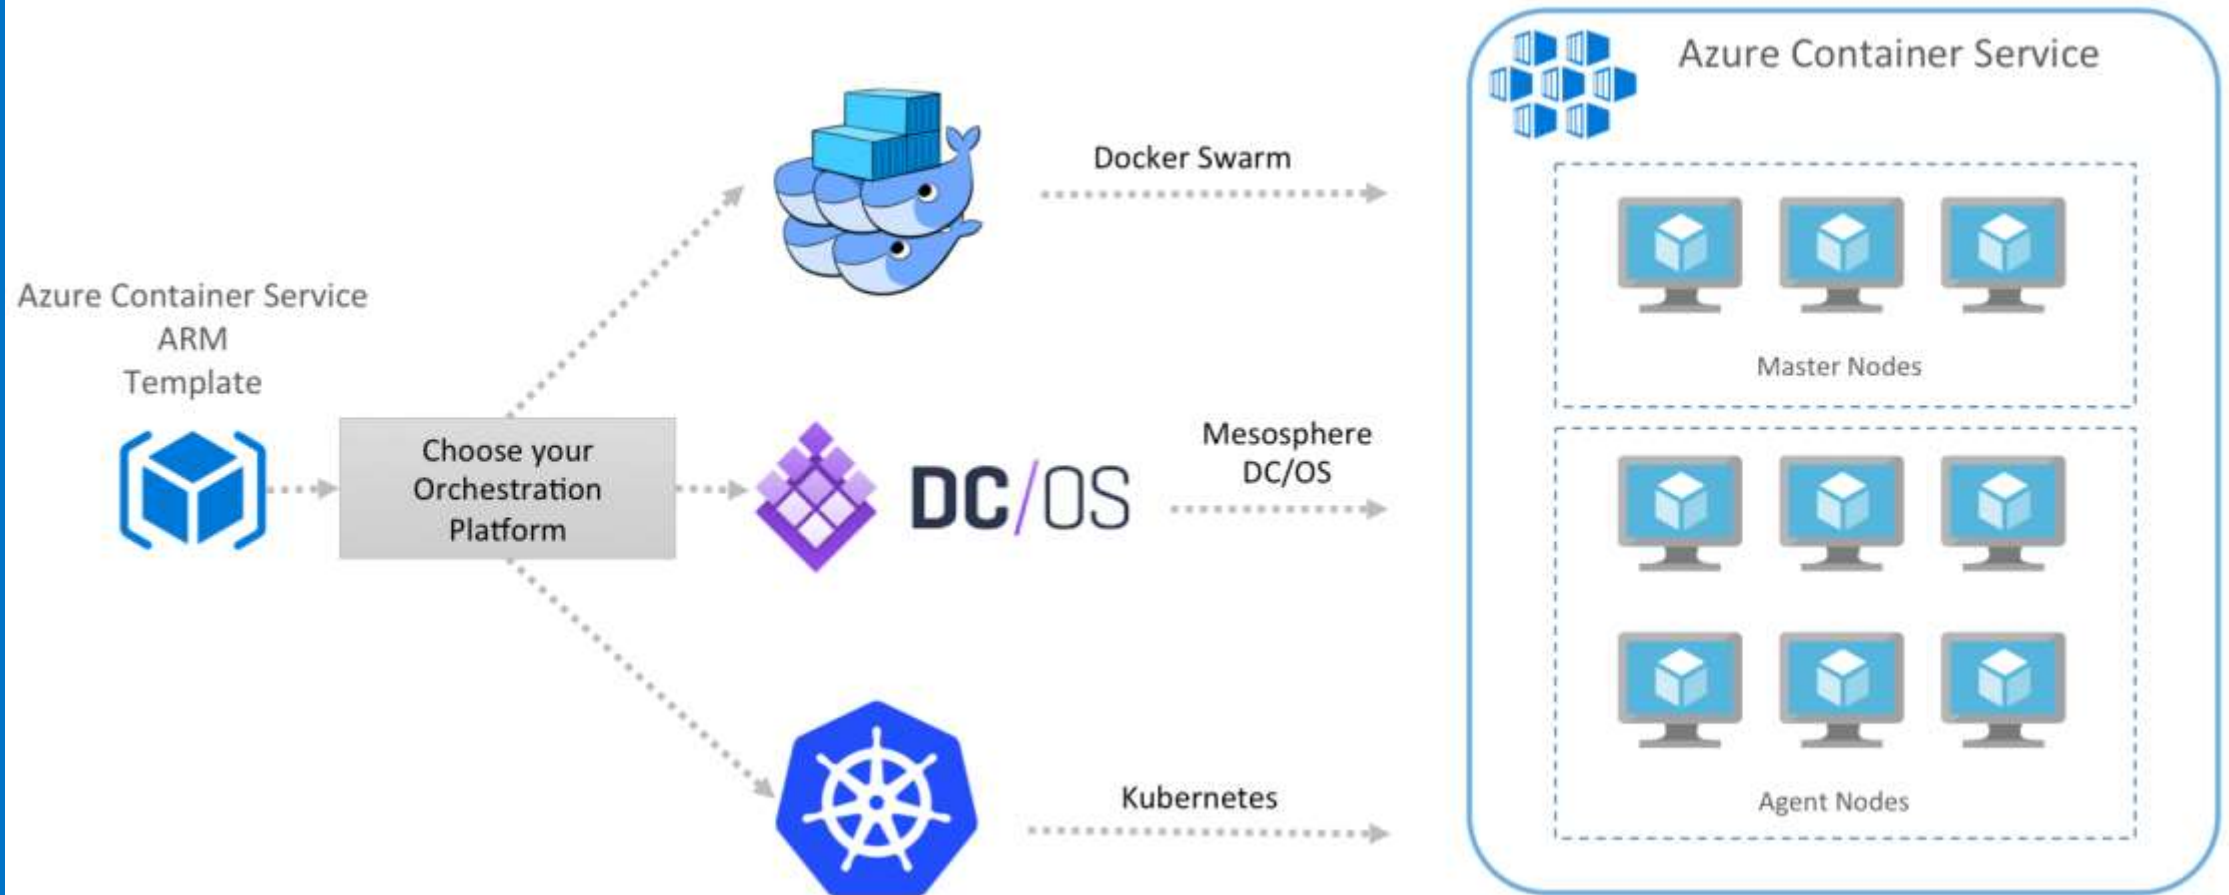 Azure Container Service
ARM
Template
Choose your
Orchestration
Platform
Docker Swarm
DC/OS
Mesosphere
DC/OS
Kubernetes
Azure Container Service
Master Nodes
Agent Nodes